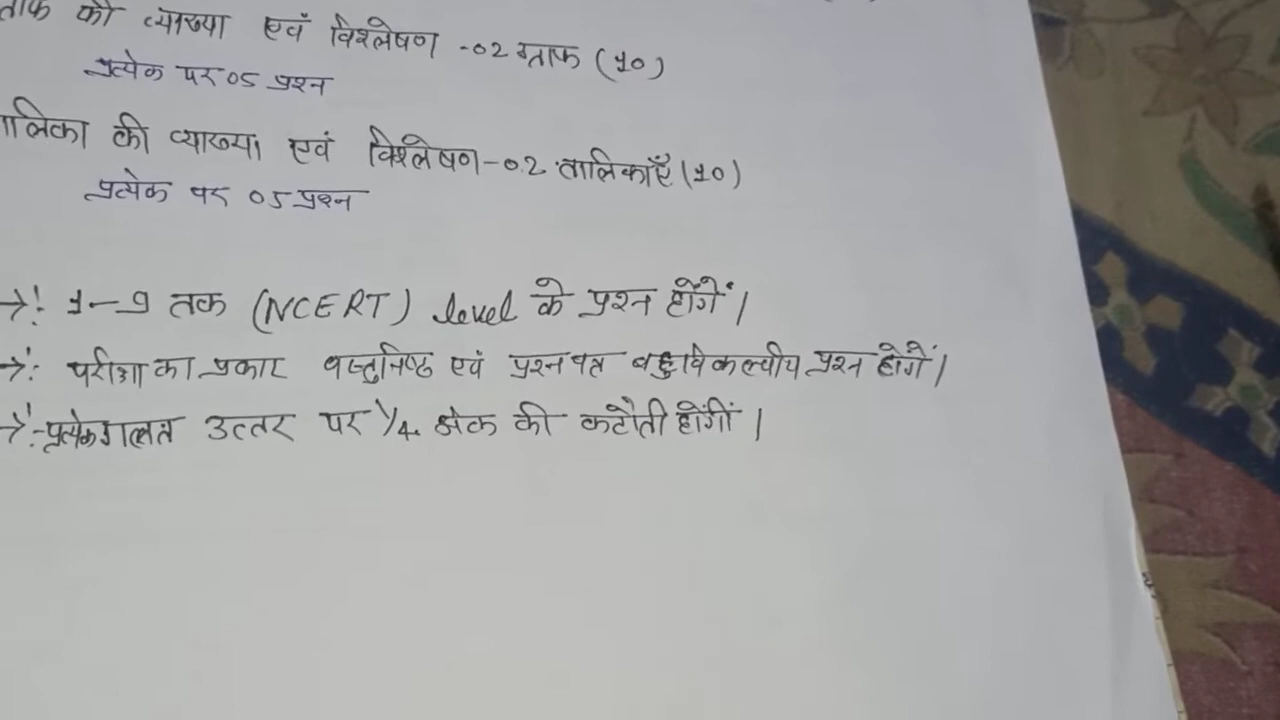 ग्राफ की व्याख्या एवं विश्लेषण -02 ग्राफ (10)
प्रत्येक पर 05 प्रश्न
तालिका की व्याख्या एवं विश्लेषण-02 तालिकाएँ (10)
प्रत्येक पर 05 प्रश्न
→: 1-9 तक (NCERT) level के प्रश्न होंगें।
→: परीक्षा का प्रकार वस्तुनिष्ठ एवं प्रश्न पत्र बहुविकल्पीय प्रश्न होगें।
→:- प्रत्येक गलत उत्तर पर 1/4 अंक की कटौती होंगीं।